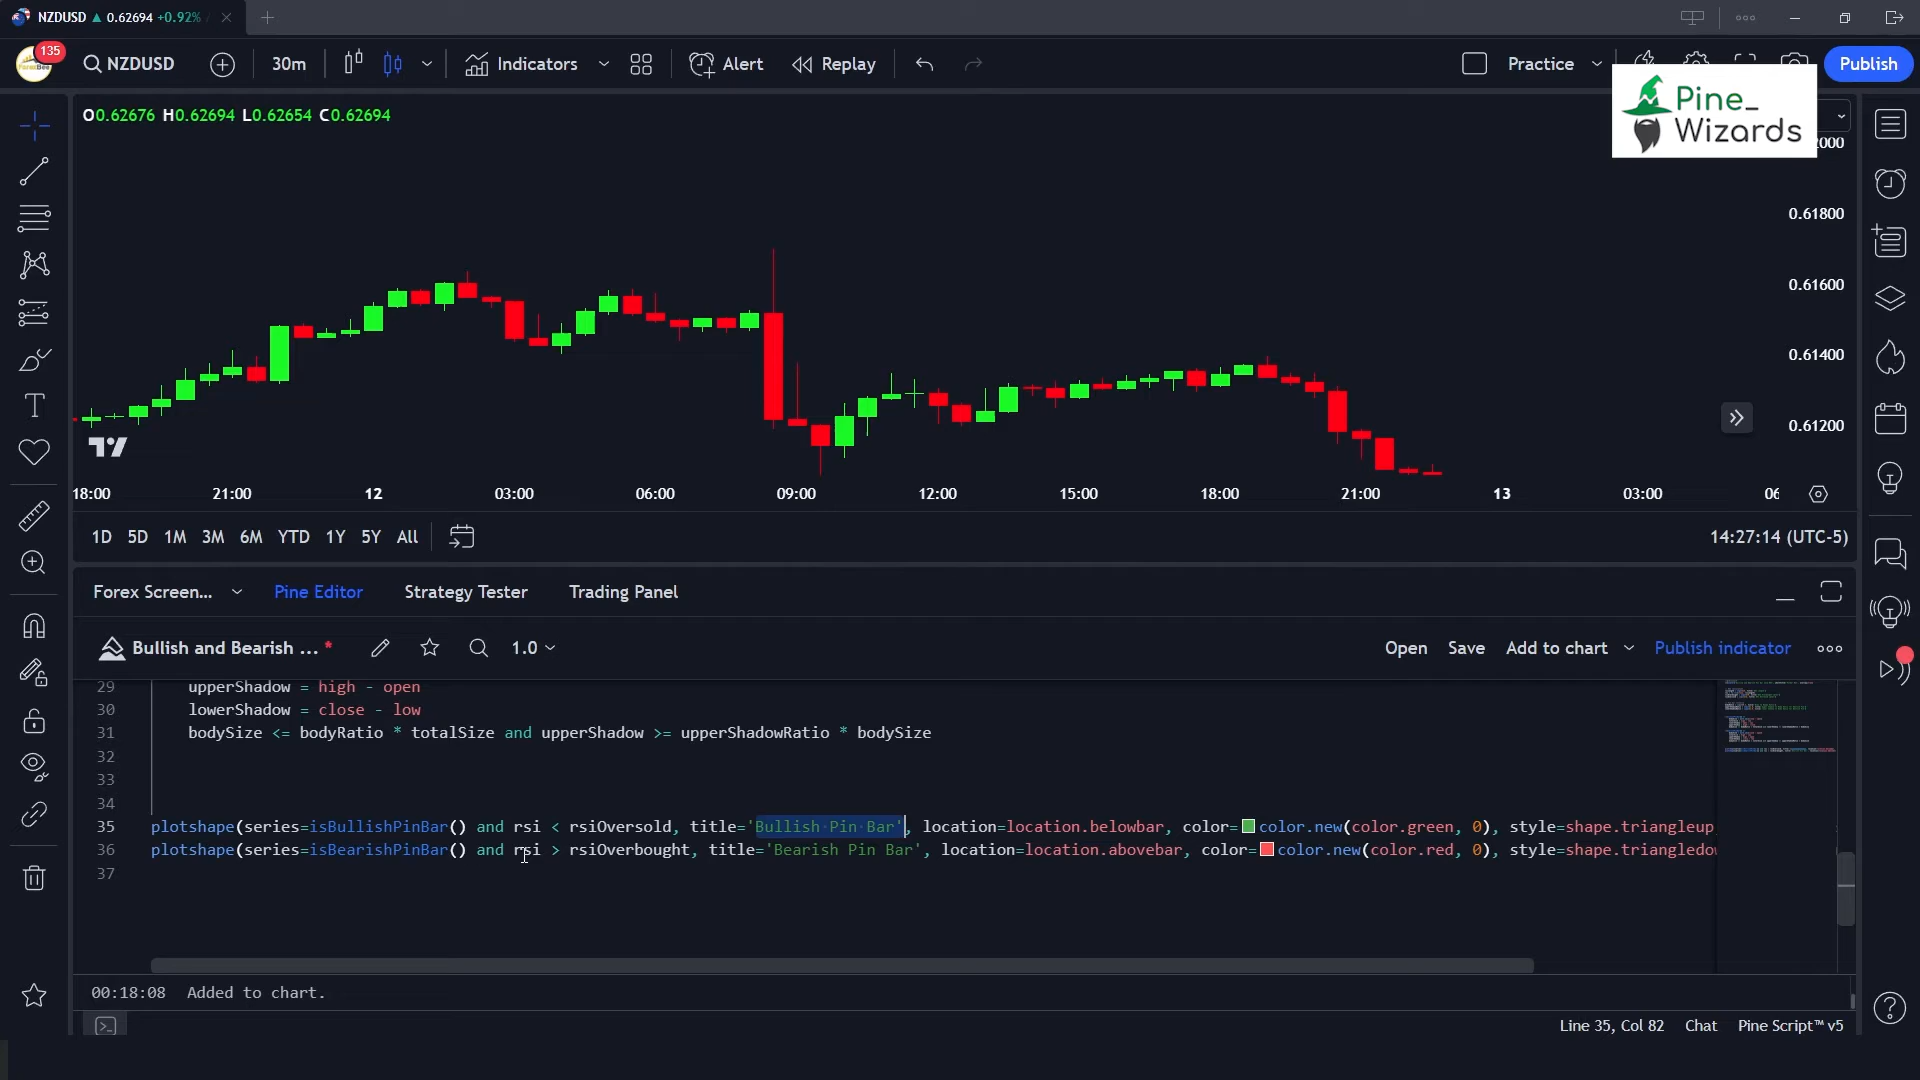 NZDUSD ▲ 0.62694 +0.92% /
135
NZDUSD
30m
Indicators
Alert
Replay
Practice
Publish
Pine_
Wizards
O0.62676 H0.62694 L0.62654 C0.62694
0.61800
0.61600
0.61400
0.61200
18:00 21:00 12 03:00 06:00 09:00 12:00 15:00 18:00 21:00 13 03:00
1D 5D 1M 3M 6M YTD 1Y 5Y All
14:27:14 (UTC-5)
Forex Screen...
Pine Editor
Strategy Tester
Trading Panel
Bullish and Bearish ... *
1.0
Open
Save
Add to chart
Publish indicator
29 upperShadow = high - open
30 lowerShadow = close - low
31 bodySize <= bodyRatio * totalSize and upperShadow >= upperShadowRatio * bodySize
32
33
34
35 plotshape(series=isBullishPinBar() and rsi < rsiOversold, title='Bullish Pin Bar', location=location.belowbar, color=color.new(color.green, 0), style=shape.triangleup
36 plotshape(series=isBearishPinBar() and rsi > rsiOverbought, title='Bearish Pin Bar', location=location.abovebar, color=color.new(color.red, 0), style=shape.triangledow
37
00:18:08 Added to chart.
Line 35, Col 82
Chat
Pine Script™ v5